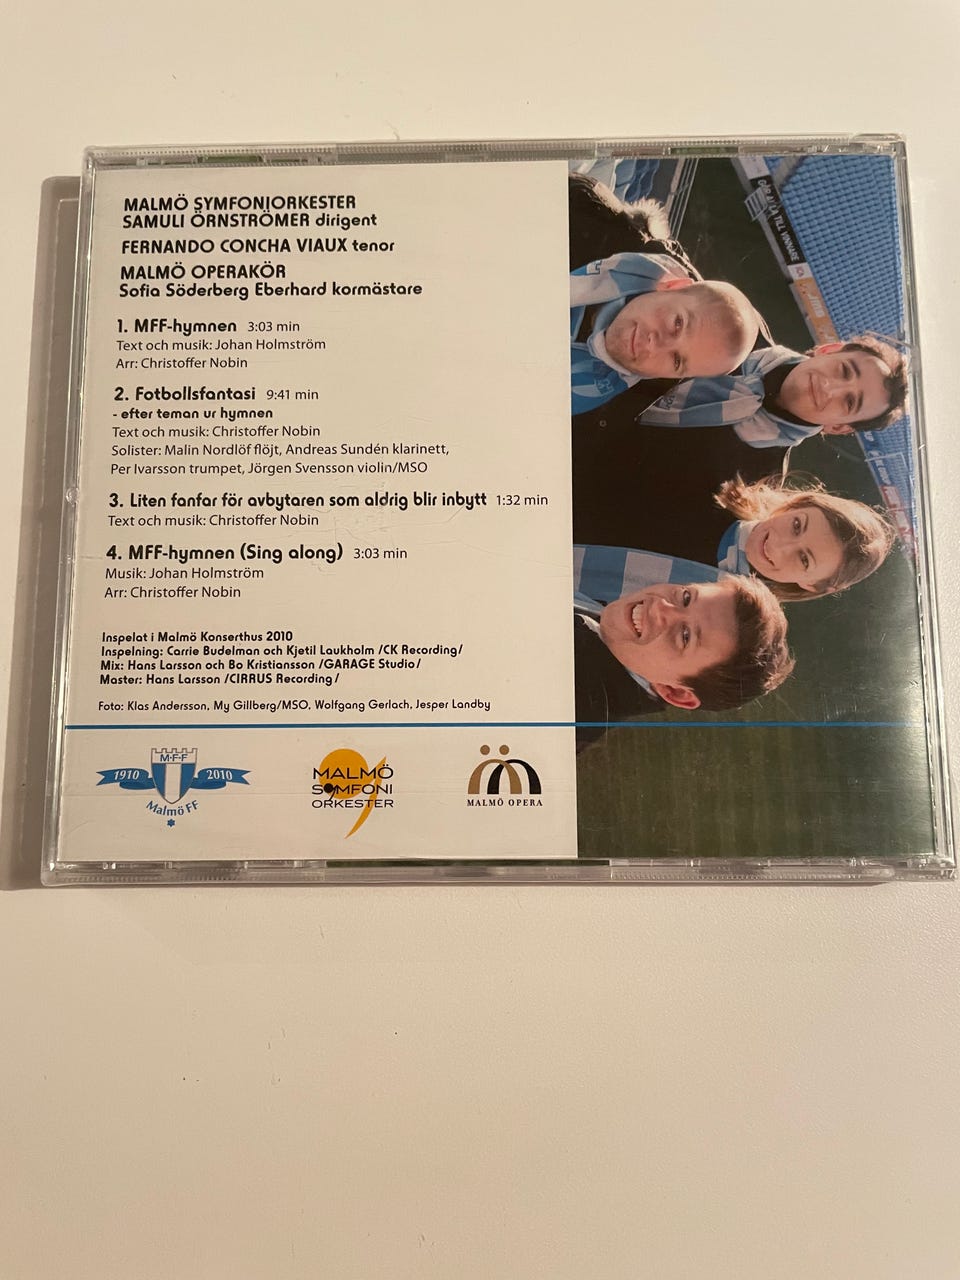 MALMÖ SYMFONIORKESTER
SAMULI ÖRNSTRÖMER dirigent
FERNANDO CONCHA VIAUX tenor
MALMÖ OPERAKÖR
Sofia Söderberg Eberhard kormästare
1. MFF-hymnen 3:03 min
Text och musik: Johan Holmström
Arr: Christoffer Nobin
2. Fotbollsfantasi 9:41 min
- efter teman ur hymnen
Text och musik: Christoffer Nobin
Solister: Malin Nordlöf flöjt, Andreas Sundén klarinett,
Per Ivarsson trumpet, Jörgen Svensson violin/MSO
3. Liten fanfar för avbytaren som aldrig blir inbytt 1:32 min
Text och musik: Christoffer Nobin
4. MFF-hymnen (Sing along) 3:03 min
Musik: Johan Holmström
Arr: Christoffer Nobin
Inspelat i Malmö Konserthus 2010
Inspelning: Carrie Budelman och Kjetil Laukholm /CK Recording/
Mix: Hans Larsson och Bo Kristiansson /GARAGE Studio/
Master: Hans Larsson /CIRRUS Recording/
Foto: Klas Andersson, My Gillberg/MSO, Wolfgang Gerlach, Jesper Landby
M·F·F
1910 2010
Malmö FF
MALMÖ
SYMFONI
ORKESTER
MALMÖ OPERA
TILL VINNARE